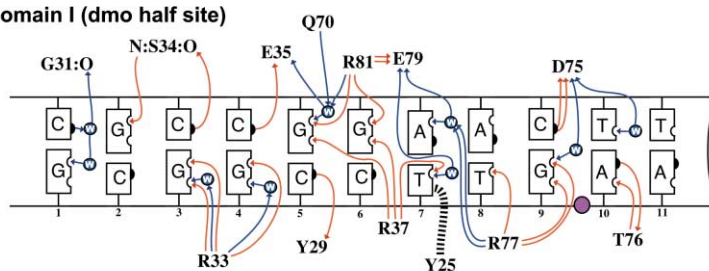 omain I (dmo half site)
Q70
N:S34:O
E35
R81
E79
G31:O
D75
W
C
G
C
C
G
G
A
A
C
T
T
W
W
W
W
G
C
G
G
C
C
T
T
G
A
A
W
W
W
W
1
2
3
4
5
6
7
8
9
10
11
Y29
R37
R77
T76
R33
Y25